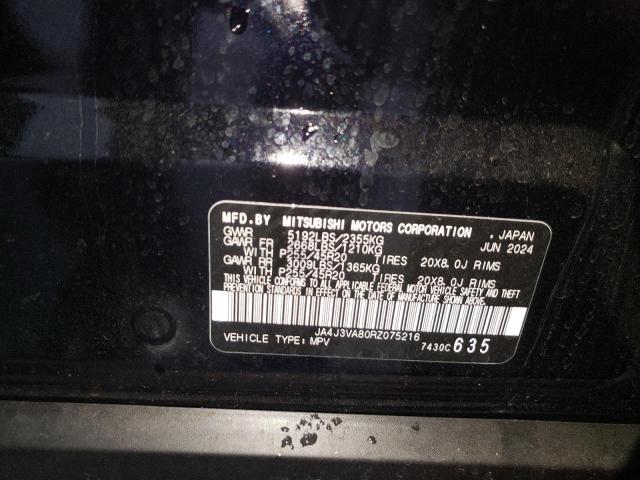 MFD.BY MITSUBISHI MOTORS CORPORATION , JAPAN
GVWR 5192LBS/2355KG JUN 2024
GAWR FR 2668LBS/1210KG
WITH P255/45R20 TIRES 20X8.0J RIMS
GAWR RR 3009LBS/1365KG
WITH P255/45R20 TIRES 20X8.0J RIMS
THIS VEHICLE CONFORMS TO ALL APPLICABLE FEDERAL MOTOR VEHICLE SAFETY AND THEFT
PREVENTION STANDARDS IN EFFECT ON THE DATE OF MANUFACTURE SHOWN ABOVE.
JA4J3VA80RZ075216
VEHICLE TYPE: MPV 7430C 635